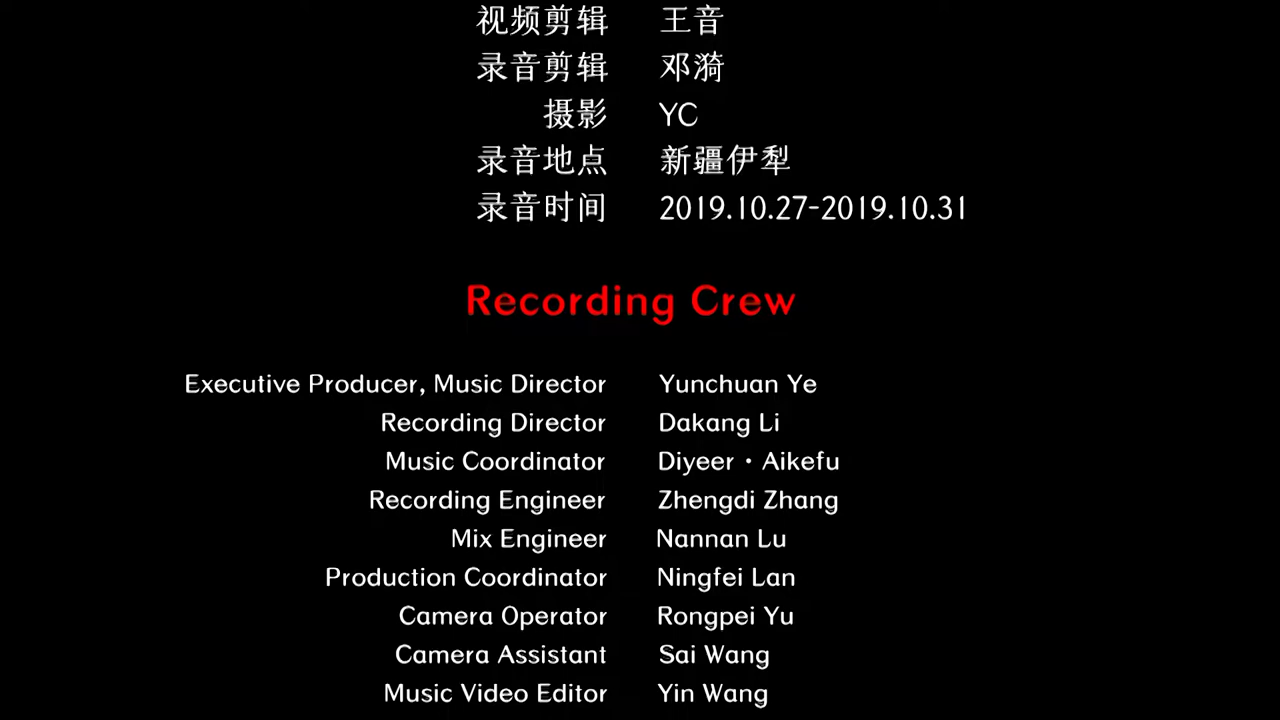 视频剪辑 王音
录音剪辑 邓漪
摄影 YC
录音地点 新疆伊犁
录音时间 2019.10.27-2019.10.31
Recording Crew
Executive Producer, Music Director Yunchuan Ye
Recording Director Dakang Li
Music Coordinator Diyeer·Aikefu
Recording Engineer Zhengdi Zhang
Mix Engineer Nannan Lu
Production Coordinator Ningfei Lan
Camera Operator Rongpei Yu
Camera Assistant Sai Wang
Music Video Editor Yin Wang